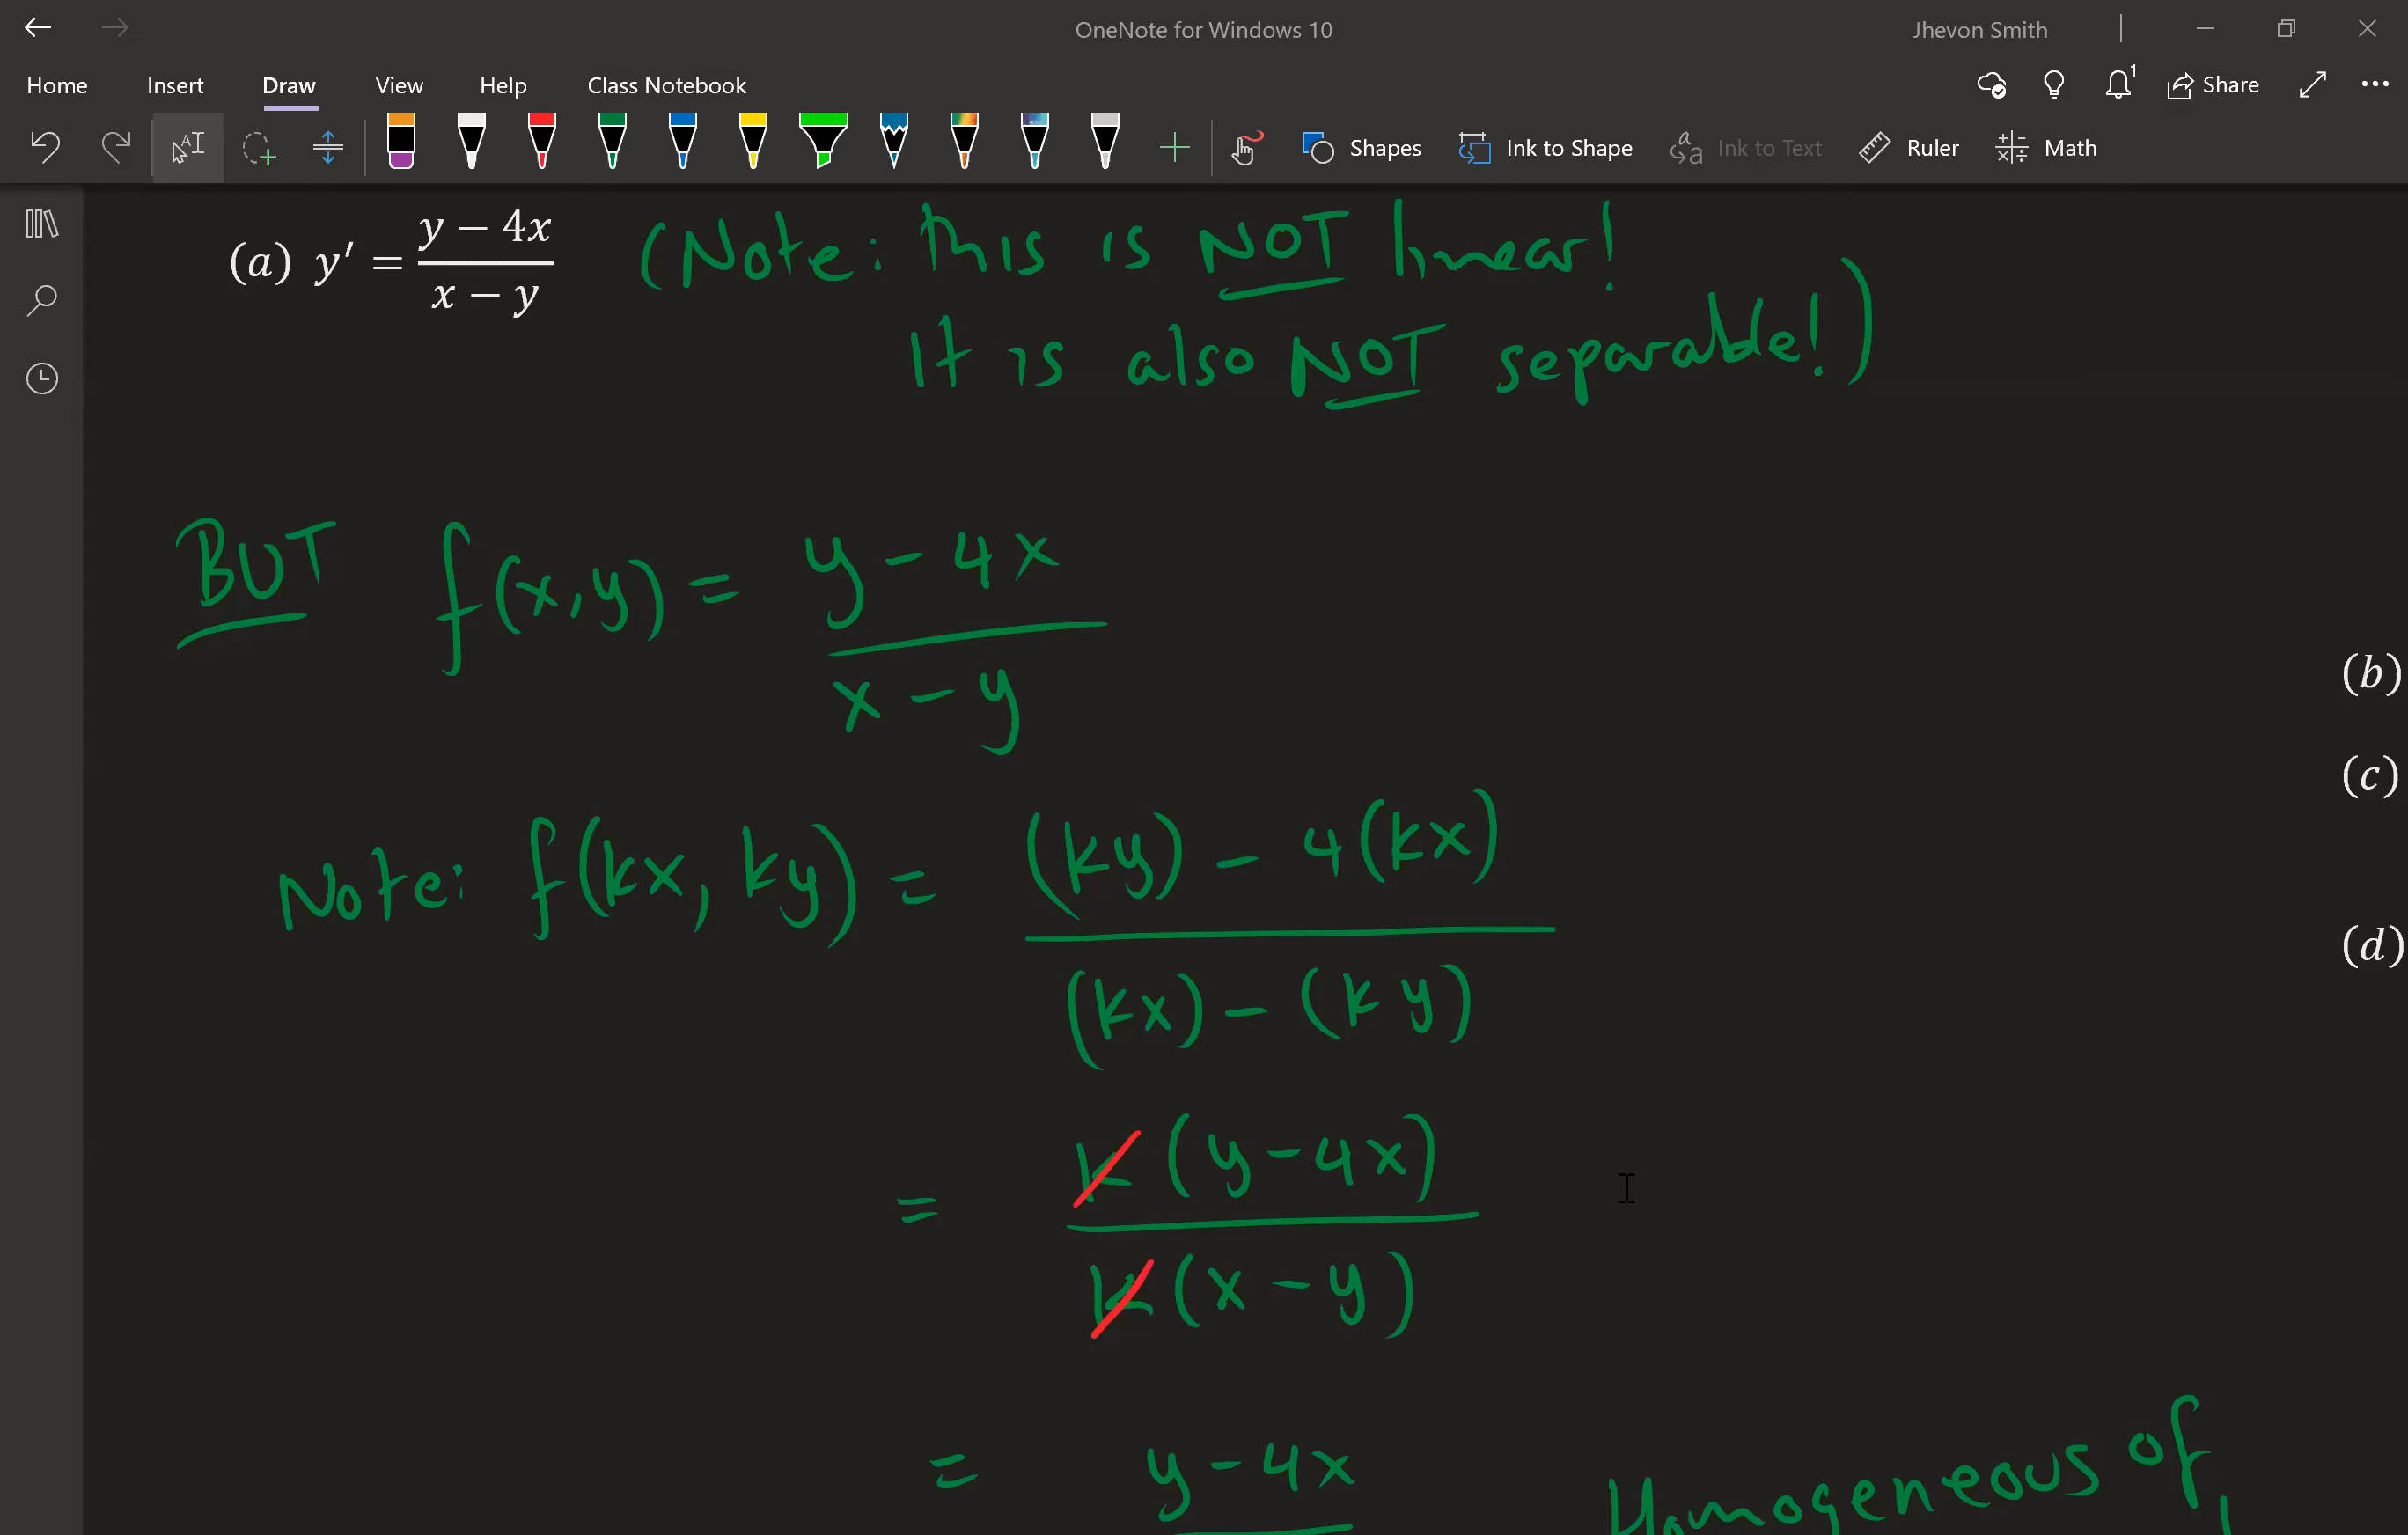 OneNote for Windows 10
Jhevon Smith
Home Insert Draw View Help Class Notebook
1
Share
Shapes Ink to Shape Ink to Text Ruler Math
(a) y' = (y − 4x)/(x − y) (Note: this is NOT linear!
It is also NOT separable!)
BUT f(x,y) = (y − 4x)/(x − y)
(b)
(c)
Note: f(kx, ky) = ((ky) − 4(kx))/((kx) − (ky))
(d)
= k(y − 4x)/k(x − y)
= y − 4x
Homogeneous of